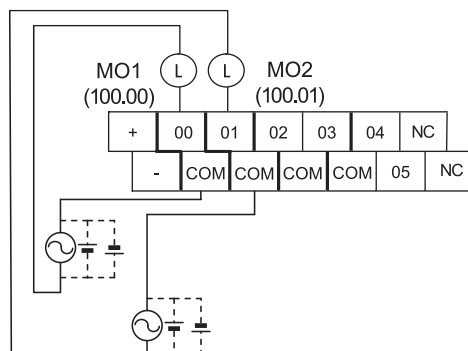 L L
MO1 MO2
(100.00) (100.01)
+ 00 01 02 03 04 NC
- COM COM COM COM 05 NC